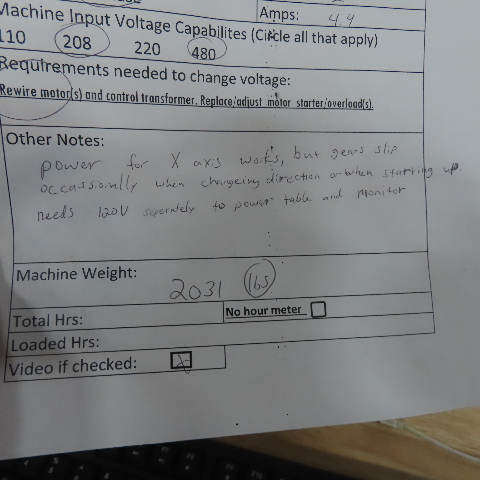 Amps: 4.4
Machine Input Voltage Capabilites (Circle all that apply)
110 208 220 480
Requirements needed to change voltage:
Rewire motor(s) and control transformer. Replace/adjust motor starter/overload(s).
Other Notes:
power for X axis works, but gears slip
occassionally when changeing direction or when starting up
needs 120V seperately to power table and monitor
Machine Weight: 2031 lbs
Total Hrs: No hour meter
Loaded Hrs:
Video if checked: